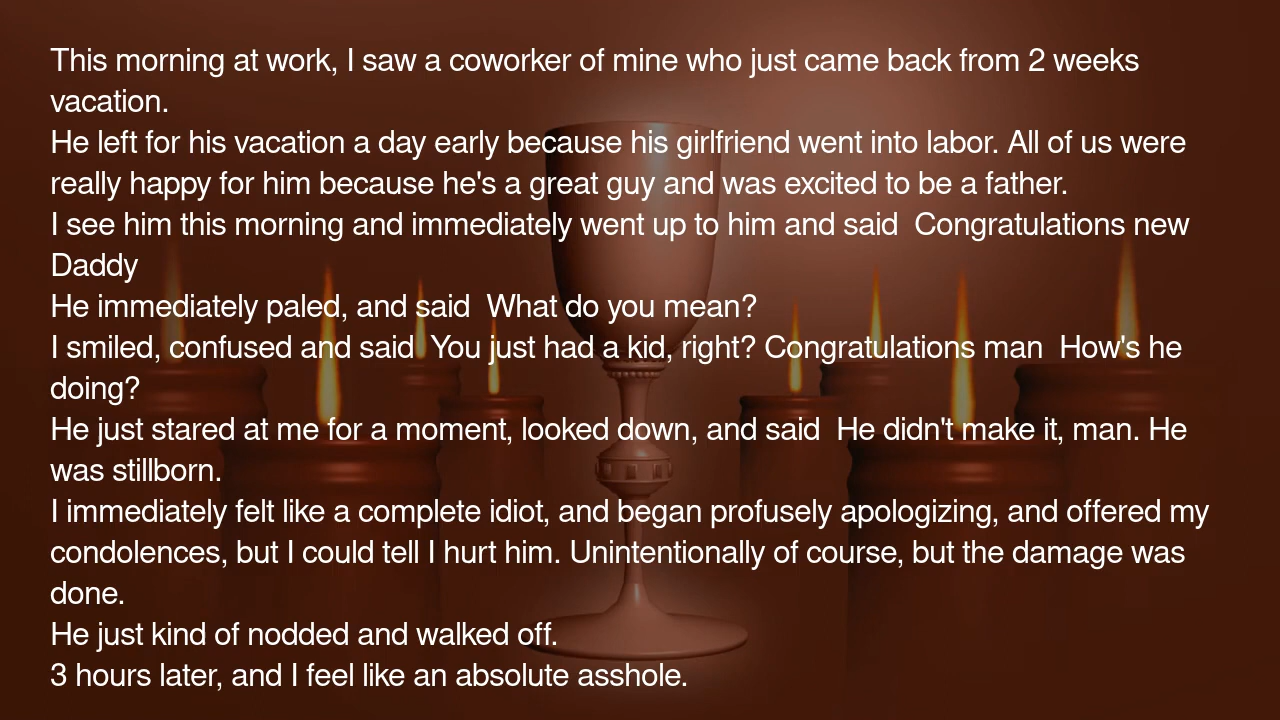 This morning at work, I saw a coworker of mine who just came back from 2 weeks
vacation.
He left for his vacation a day early because his girlfriend went into labor. All of us were
really happy for him because he's a great guy and was excited to be a father.
I see him this morning and immediately went up to him and said  Congratulations new
Daddy
He immediately paled, and said  What do you mean?
I smiled, confused and said  You just had a kid, right? Congratulations man  How's he
doing?
He just stared at me for a moment, looked down, and said  He didn't make it, man. He
was stillborn.
I immediately felt like a complete idiot, and began profusely apologizing, and offered my
condolences, but I could tell I hurt him. Unintentionally of course, but the damage was
done.
He just kind of nodded and walked off.
3 hours later, and I feel like an absolute asshole.